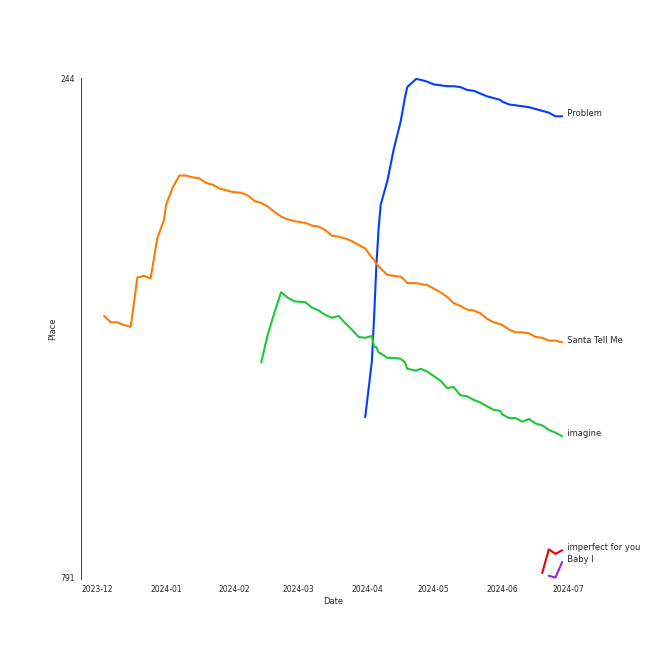 244
Problem
Santa Tell Me
Place
imagine
imperfect for you
Baby I
791
2023-12 2024-01 2024-02 2024-03 2024-04 2024-05 2024-06 2024-07
Date